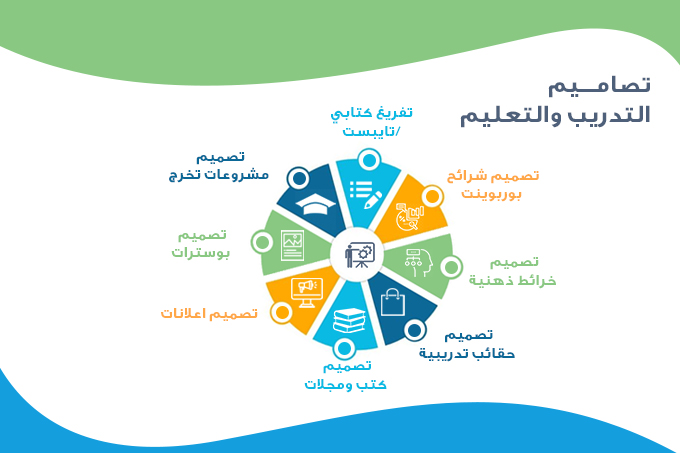 تصاميم
التدريب والتعليم
تفريغ كتابي
/تايبست
تصميم شرائح
بوربوينت
تصميم
خرائط ذهنية
تصميم
حقائب تدريبية
تصميم
كتب ومجلات
تصميم اعلانات
تصميم
بوسترات
تصميم
مشروعات تخرج